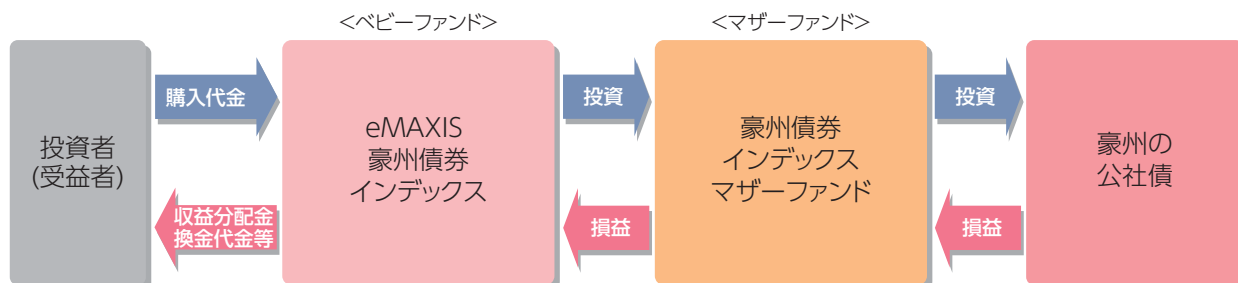 <ベビーファンド>
<マザーファンド>
投資者
(受益者)
購入代金
収益分配金
換金代金等
eMAXIS
豪州債券
インデックス
投資
損益
豪州債券
インデックス
マザーファンド
投資
損益
豪州の
公社債